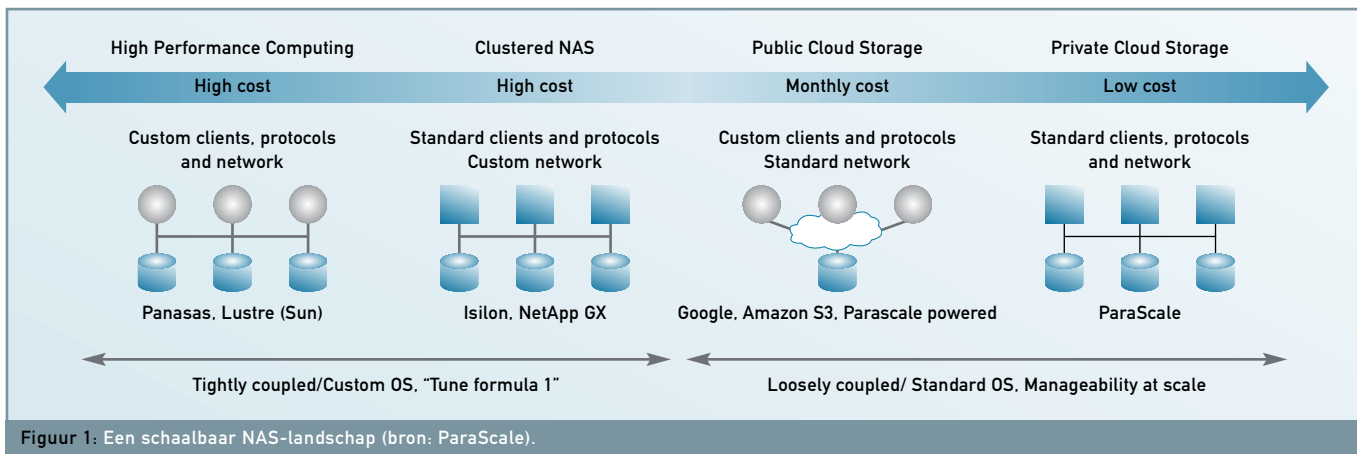 High Performance Computing
Clustered NAS
Public Cloud Storage
Private Cloud Storage
High cost
High cost
Monthly cost
Low cost
Custom clients, protocols
and network
Standard clients and protocols
Custom network
Custom clients and protocols
Standard network
Standard clients, protocols
and network
Panasas, Lustre (Sun)
Isilon, NetApp GX
Google, Amazon S3, Parascale powered
ParaScale
Tightly coupled/Custom OS, “Tune formula 1”
Loosely coupled/ Standard OS, Manageability at scale
Figuur 1: Een schaalbaar NAS-landschap (bron: ParaScale).